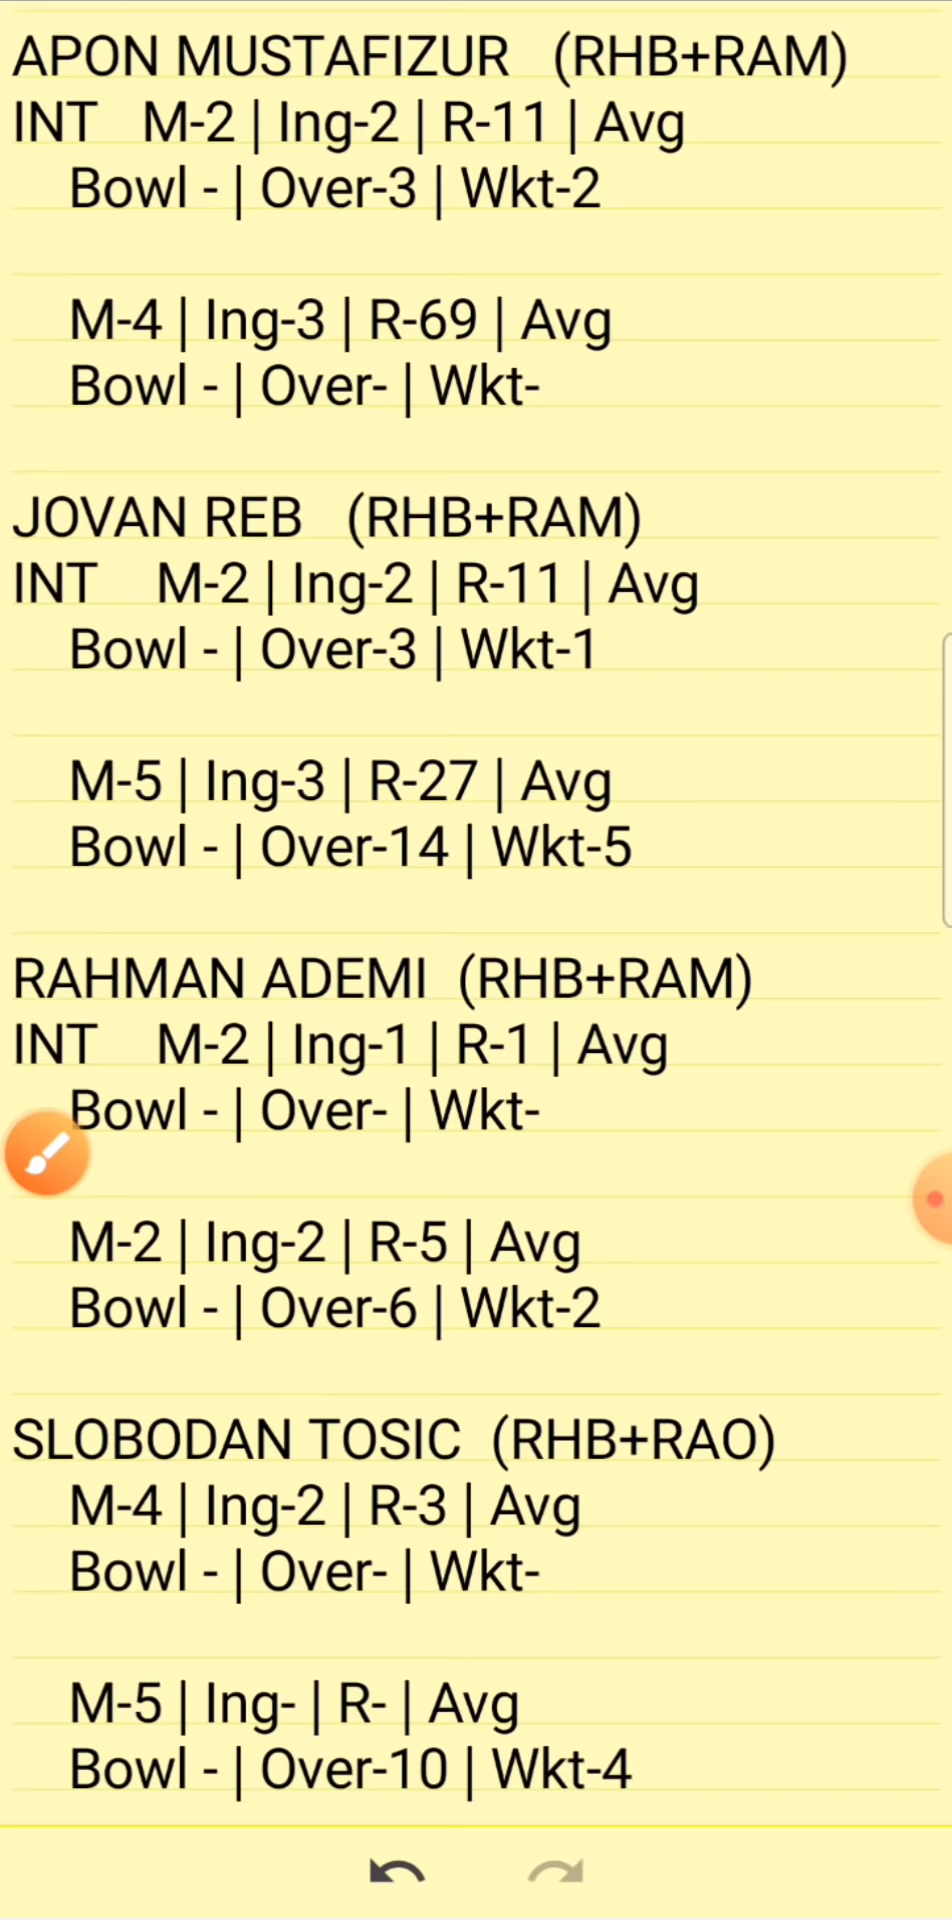 APON MUSTAFIZUR (RHB+RAM)
INT M-2 | Ing-2 | R-11 | Avg
Bowl - | Over-3 | Wkt-2
M-4 | Ing-3 | R-69 | Avg
Bowl - | Over- | Wkt-
JOVAN REB (RHB+RAM)
INT M-2 | Ing-2 | R-11 | Avg
Bowl - | Over-3 | Wkt-1
M-5 | Ing-3 | R-27 | Avg
Bowl - | Over-14 | Wkt-5
RAHMAN ADEMI (RHB+RAM)
INT M-2 | Ing-1 | R-1 | Avg
Bowl - | Over- | Wkt-
M-2 | Ing-2 | R-5 | Avg
Bowl - | Over-6 | Wkt-2
SLOBODAN TOSIC (RHB+RAO)
M-4 | Ing-2 | R-3 | Avg
Bowl - | Over- | Wkt-
M-5 | Ing- | R- | Avg
Bowl - | Over-10 | Wkt-4